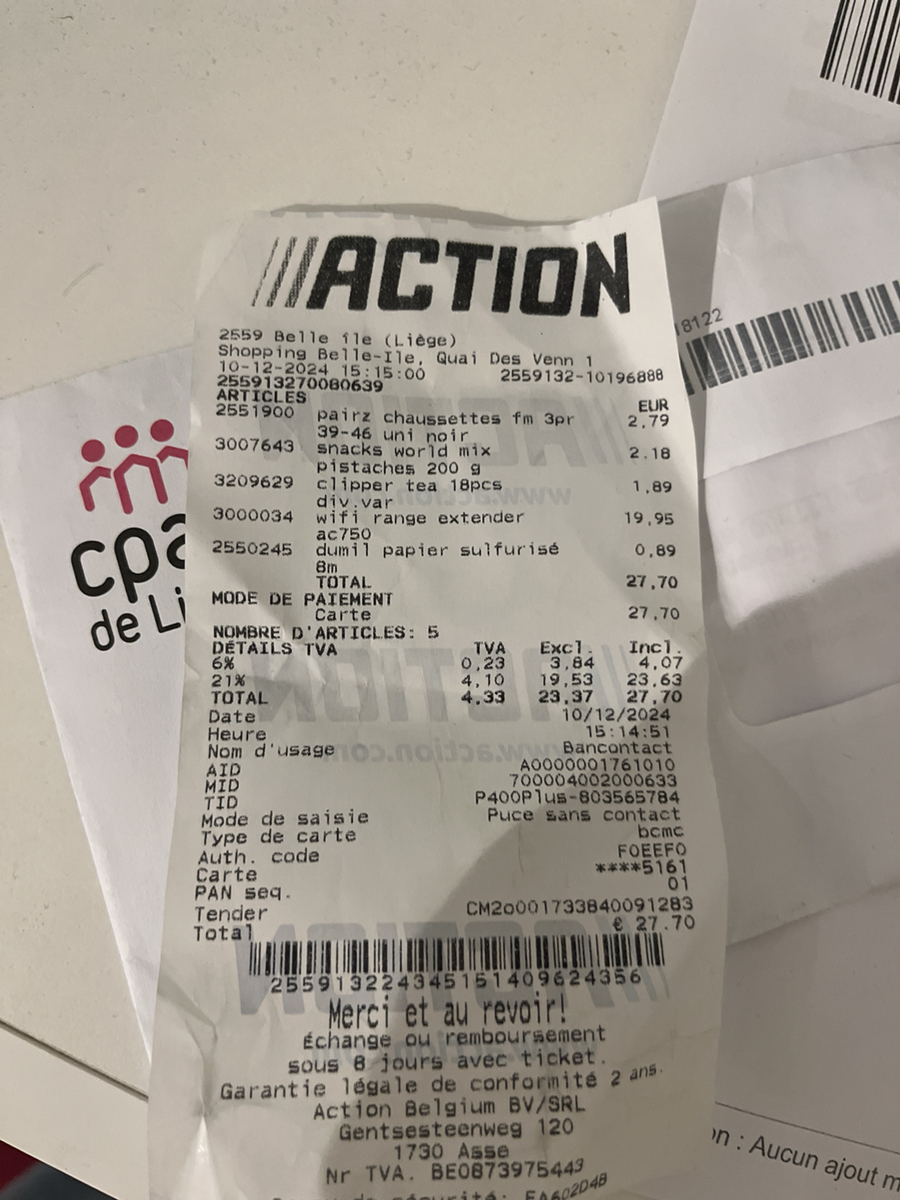 ///ACTION
2559 Belle île (Liège)
Shopping Belle-Ile, Quai Des Venn 1
10-12-2024 15:15:00 2559132-10196888
255913270080639
ARTICLES EUR
2551900 pairz chaussettes fm 3pr 2,79
39-46 uni noir
3007643 snacks world mix 2.18
pistaches 200 g
3209629 clipper tea 18pcs 1,89
div.var
3000034 wifi range extender 19,95
ac750
2550245 dumil papier sulfurisé 0,89
8m
TOTAL 27,70
MODE DE PAIEMENT
Carte 27,70
NOMBRE D'ARTICLES: 5
DÉTAILS TVA TVA Excl. Incl.
6% 0,23 3,84 4,07
21% 4,10 19,53 23,63
TOTAL 4.33 23,37 27,70
Date 10/12/2024
Heure 15:14:51
Nom d'usage Bancontact
AID A0000001761010
MID 700004002000633
TID P400Plus-803565784
Mode de saisie Puce sans contact
Type de carte bcmc
Auth. code F0EEF0
Carte ****5161
PAN seq. 01
Tender CM2o001733840091283
Total € 27.70
255913224345151409624356
Merci et au revoir!
Échange ou remboursement
sous 8 jours avec ticket.
Garantie légale de conformité 2 ans.
Action Belgium BV/SRL
Gentsesteenweg 120
1730 Asse
Nr TVA. BE0873975443
sécurité: FA602D48
cpa
de Li
18122
on : Aucun ajout m